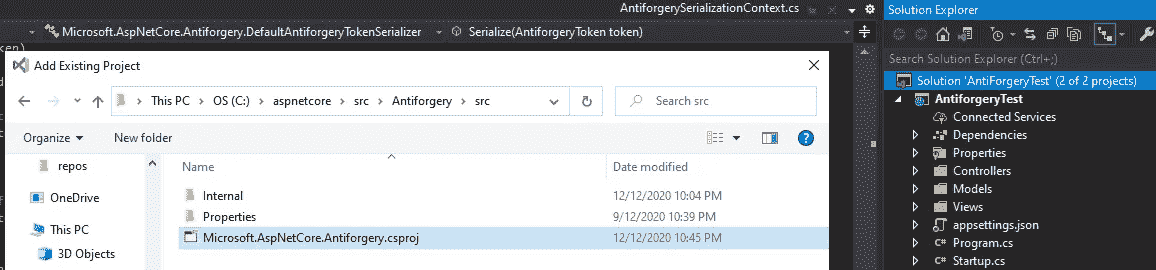 AntiforgerySerializationContext.cs
Solution Explorer
Microsoft.AspNetCore.Antiforgery.DefaultAntiforgeryTokenSerializer
Serialize(AntiforgeryToken token)
Add Existing Project
Search Solution Explorer (Ctrl+;)
This PC > OS (C:) > aspnetcore > src > Antiforgery > src
Search src
Solution 'AntiForgeryTest' (2 of 2 projects)
AntiforgeryTest
Connected Services
Organize
New folder
Dependencies
repos
Name
Date modified
Properties
Controllers
OneDrive
Internal
12/12/2020 10:04 PM
Models
This PC
Properties
9/12/2020 10:39 PM
Views
3D Objects
Microsoft.AspNetCore.Antiforgery.csproj
12/12/2020 10:45 PM
appsettings.json
C# Program.cs
C# Startup.cs